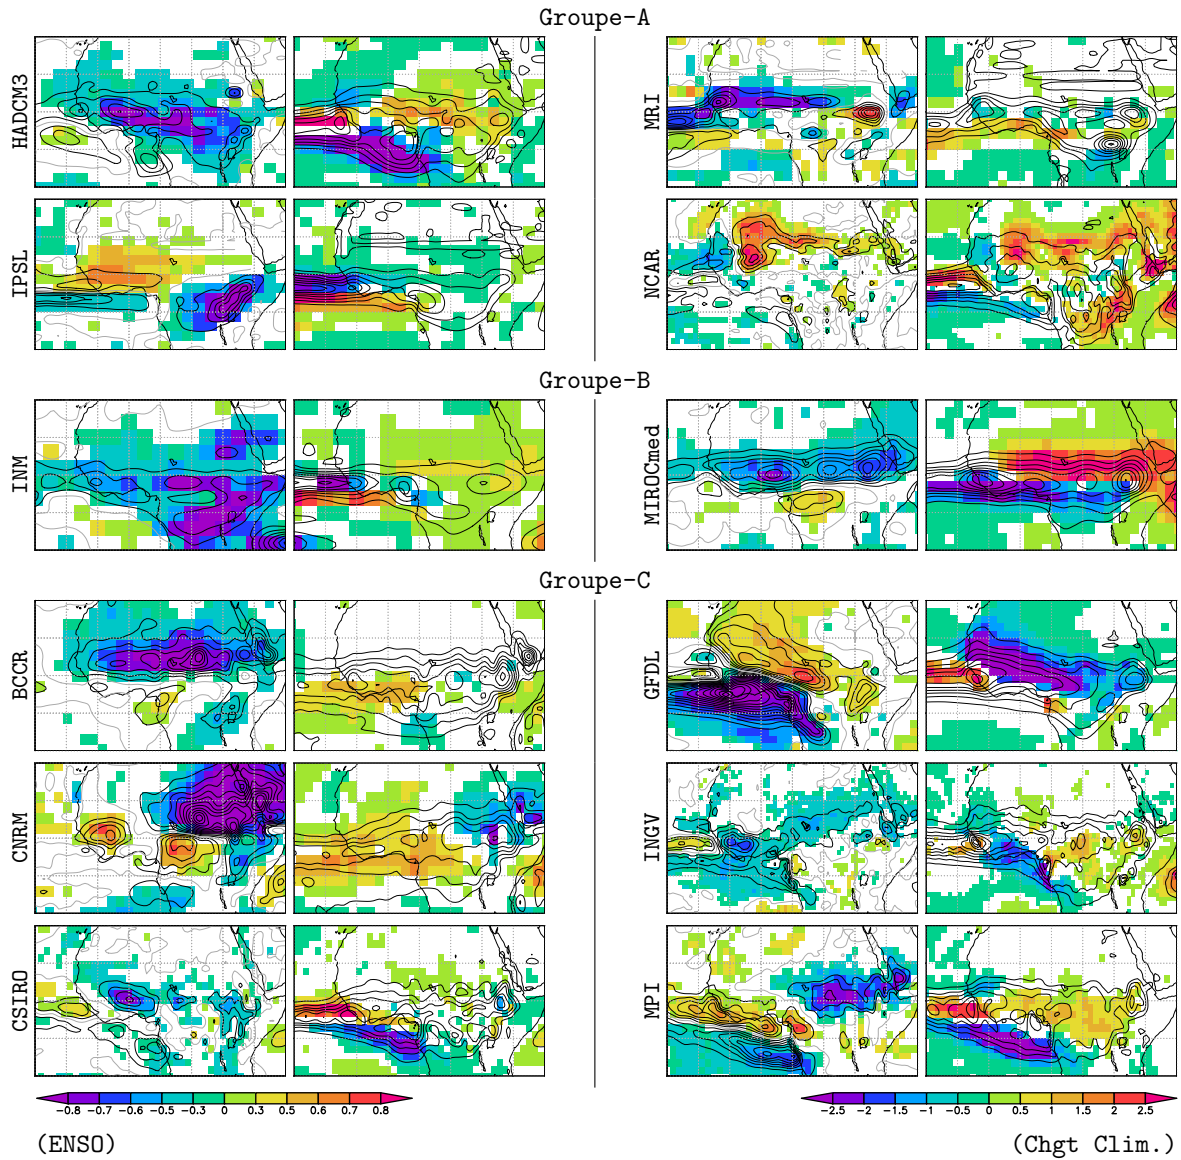 Groupe-A
HADCM3
MRI
IPSL
NCAR
Groupe-B
INM
MIROCmed
Groupe-C
BCCR
GFDL
CNRM
INGV
CSIRO
MPI
-0.8 -0.7 -0.6 -0.5 -0.3 0 0.3 0.5 0.6 0.7 0.8
-2.5 -2 -1.5 -1 -0.5 0 0.5 1 1.5 2 2.5
(ENSO)
(Chgt Clim.)